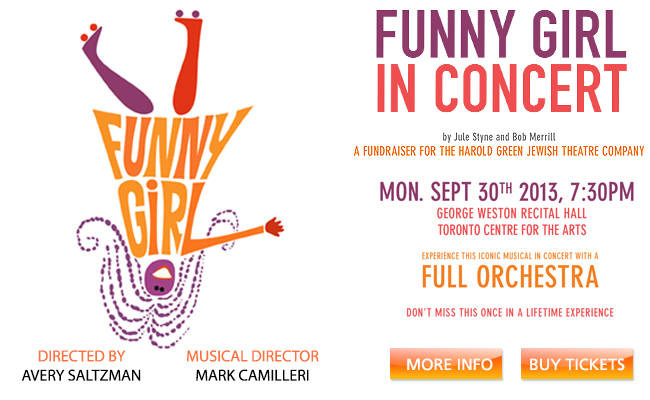 FUNNY
GiRL
DIRECTED BY
AVERY SALTZMAN
MUSICAL DIRECTOR
MARK CAMILLERI
FUNNY GIRL
IN CONCERT
by Jule Styne and Bob Merrill
A FUNDRAISER FOR THE HAROLD GREEN JEWISH THEATRE COMPANY
MON. SEPT 30TH 2013, 7:30PM
GEORGE WESTON RECITAL HALL
TORONTO CENTRE FOR THE ARTS
EXPERIENCE THIS ICONIC MUSICAL IN CONCERT WITH A
FULL ORCHESTRA
DON'T MISS THIS ONCE IN A LIFETIME EXPERIENCE
MORE INFO
BUY TICKETS